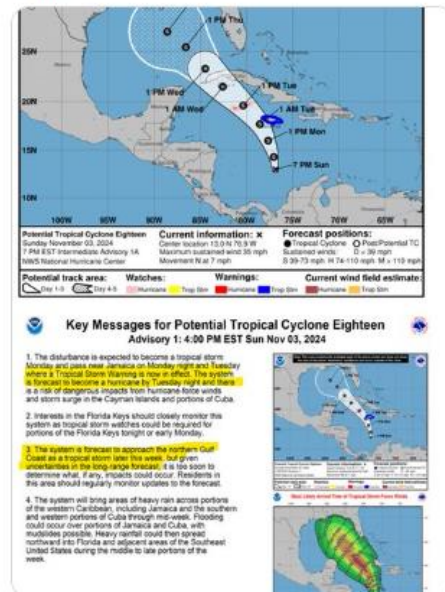 1 PM Thu
25N
1 PM Wed
1 PM Tue
20N
1 AM Wed
1 AM Tue
1 PM Mon
15N
7 PM Sun
10N
100W 95W 90W 85W 80W 75W 70W 65W 60W
Potential Tropical Cyclone Eighteen
Sunday November 03, 2024
7 PM EST Intermediate Advisory 1A
NWS National Hurricane Center
Current information: x
Center location 13.0 N 76.9 W
Maximum sustained wind 35 mph
Movement N at 7 mph
Forecast positions:
Tropical Cyclone Post/Potential TC
Sustained winds: D < 39 mph
S 39-73 mph H 74-110 mph M > 110 mph
Potential track area:
Day 1-3 Day 4-5
Watches:
Hurricane Trop Stm
Warnings:
Hurricane Trop Stm
Current wind field estimate:
Hurricane Trop Stm
Key Messages for Potential Tropical Cyclone Eighteen
Advisory 1: 4:00 PM EST Sun Nov 03, 2024
1. The disturbance is expected to become a tropical storm
Monday and pass near Jamaica on Monday night and Tuesday
where a Tropical Storm Warning is now in effect. The system
is forecast to become a hurricane by Tuesday night and there
is a risk of dangerous impacts from hurricane-force winds
and storm surge in the Cayman Islands and portions of Cuba.
2. Interests in the Florida Keys should closely monitor this
system as tropical storm watches could be required for
portions of the Florida Keys tonight or early Monday.
3. The system is forecast to approach the northern Gulf
Coast as a tropical storm later this week, but given
uncertainties in the long-range forecast, it is too soon to
determine what, if any, impacts could occur. Residents in
this area should regularly monitor updates to the forecast.
4. The system will bring areas of heavy rain across portions
of the western Caribbean, including Jamaica and the southern
and western portions of Cuba through mid-week. Flooding
could occur over portions of Jamaica and Cuba, with
mudslides possible. Heavy rainfall could then spread
northward into Florida and adjacent areas of the Southeast
United States during the middle to late portions of the
week.